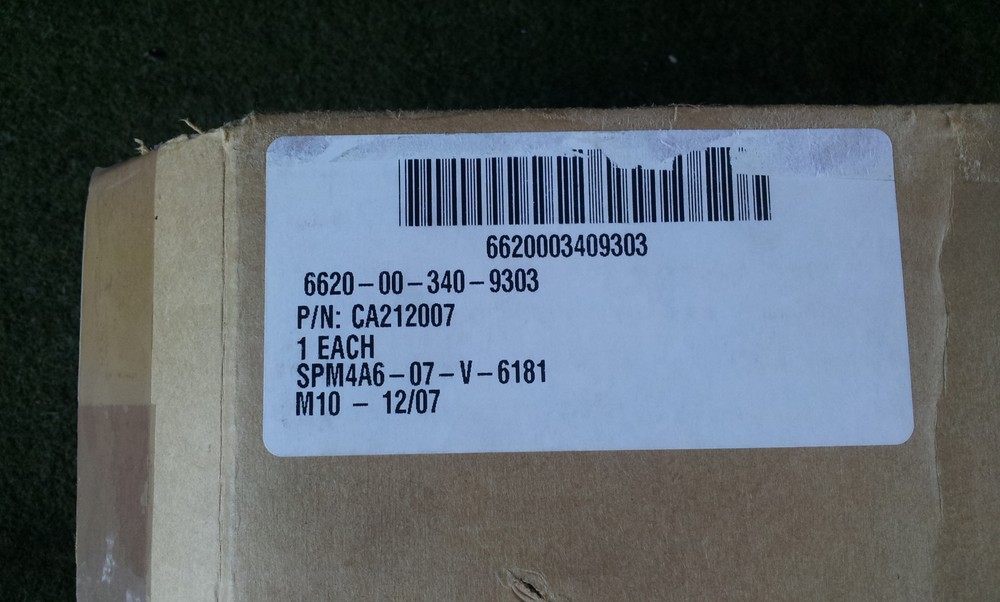 6620003409303
6620-00-340-9303
P/N: CA212007
1 EACH
SPM4A6-07-V-6181
M10 - 12/07